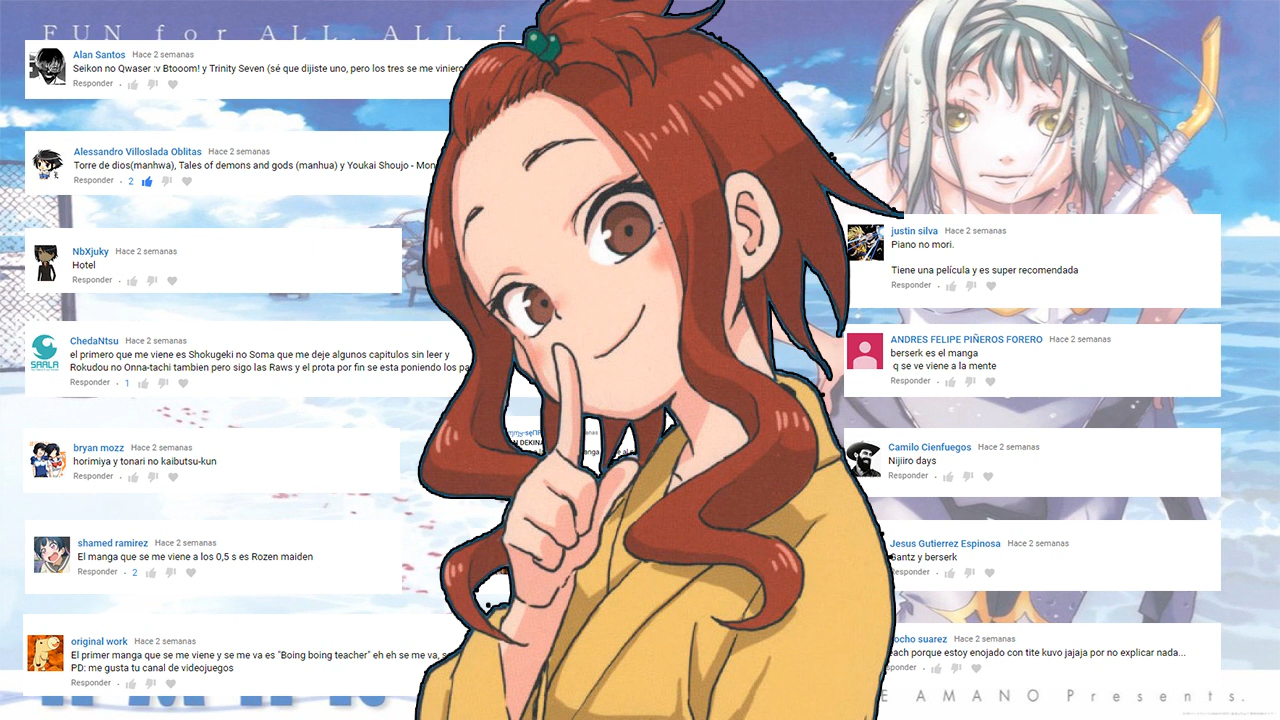 FUN for ALL, ALL f
Alan Santos Hace 2 semanas
Seikon no Qwaser :v Btooom! y Trinity Seven (sé que dijiste uno, pero los tres se me viniero
Responder
Alessandro Villoslada Oblitas Hace 2 semanas
Torre de dios(manhwa), Tales of demons and gods (manhua) y Youkai Shoujo - Mon
Responder 2
NbXjuky Hace 2 semanas
Hotel
Responder
ChedaNtsu Hace 2 semanas
el primero que me viene es Shokugeki no Soma que me deje algunos capitulos sin leer y
Rokudou no Onna-tachi tambien pero sigo las Raws y el prota por fin se esta poniendo los pa
Responder 1
bryan mozz Hace 2 semanas
horimiya y tonari no kaibutsu-kun
Responder
shamed ramirez Hace 2 semanas
El manga que se me viene a los 0,5 s es Rozen maiden
Responder 2
original work Hace 2 semanas
El primer manga que se me viene y se me va es "Boing boing teacher" eh eh se me va, s
PD: me gusta tu canal de videojuegos
Responder
N DEKINA
justin silva Hace 2 semanas
Piano no mori.
Tiene una película y es super recomendada
Responder
ANDRES FELIPE PIÑEROS FORERO Hace 2 semanas
berserk es el manga
q se ve viene a la mente
Responder
Camilo Cienfuegos Hace 2 semanas
Nijiiro days
Responder
Jesus Gutierrez Espinosa Hace 2 semanas
Gantz y berserk
Responder
ocho suarez Hace 2 semanas
each porque estoy enojado con tite kuvo jajaja por no explicar nada...
ponder
E AMANO Presents.